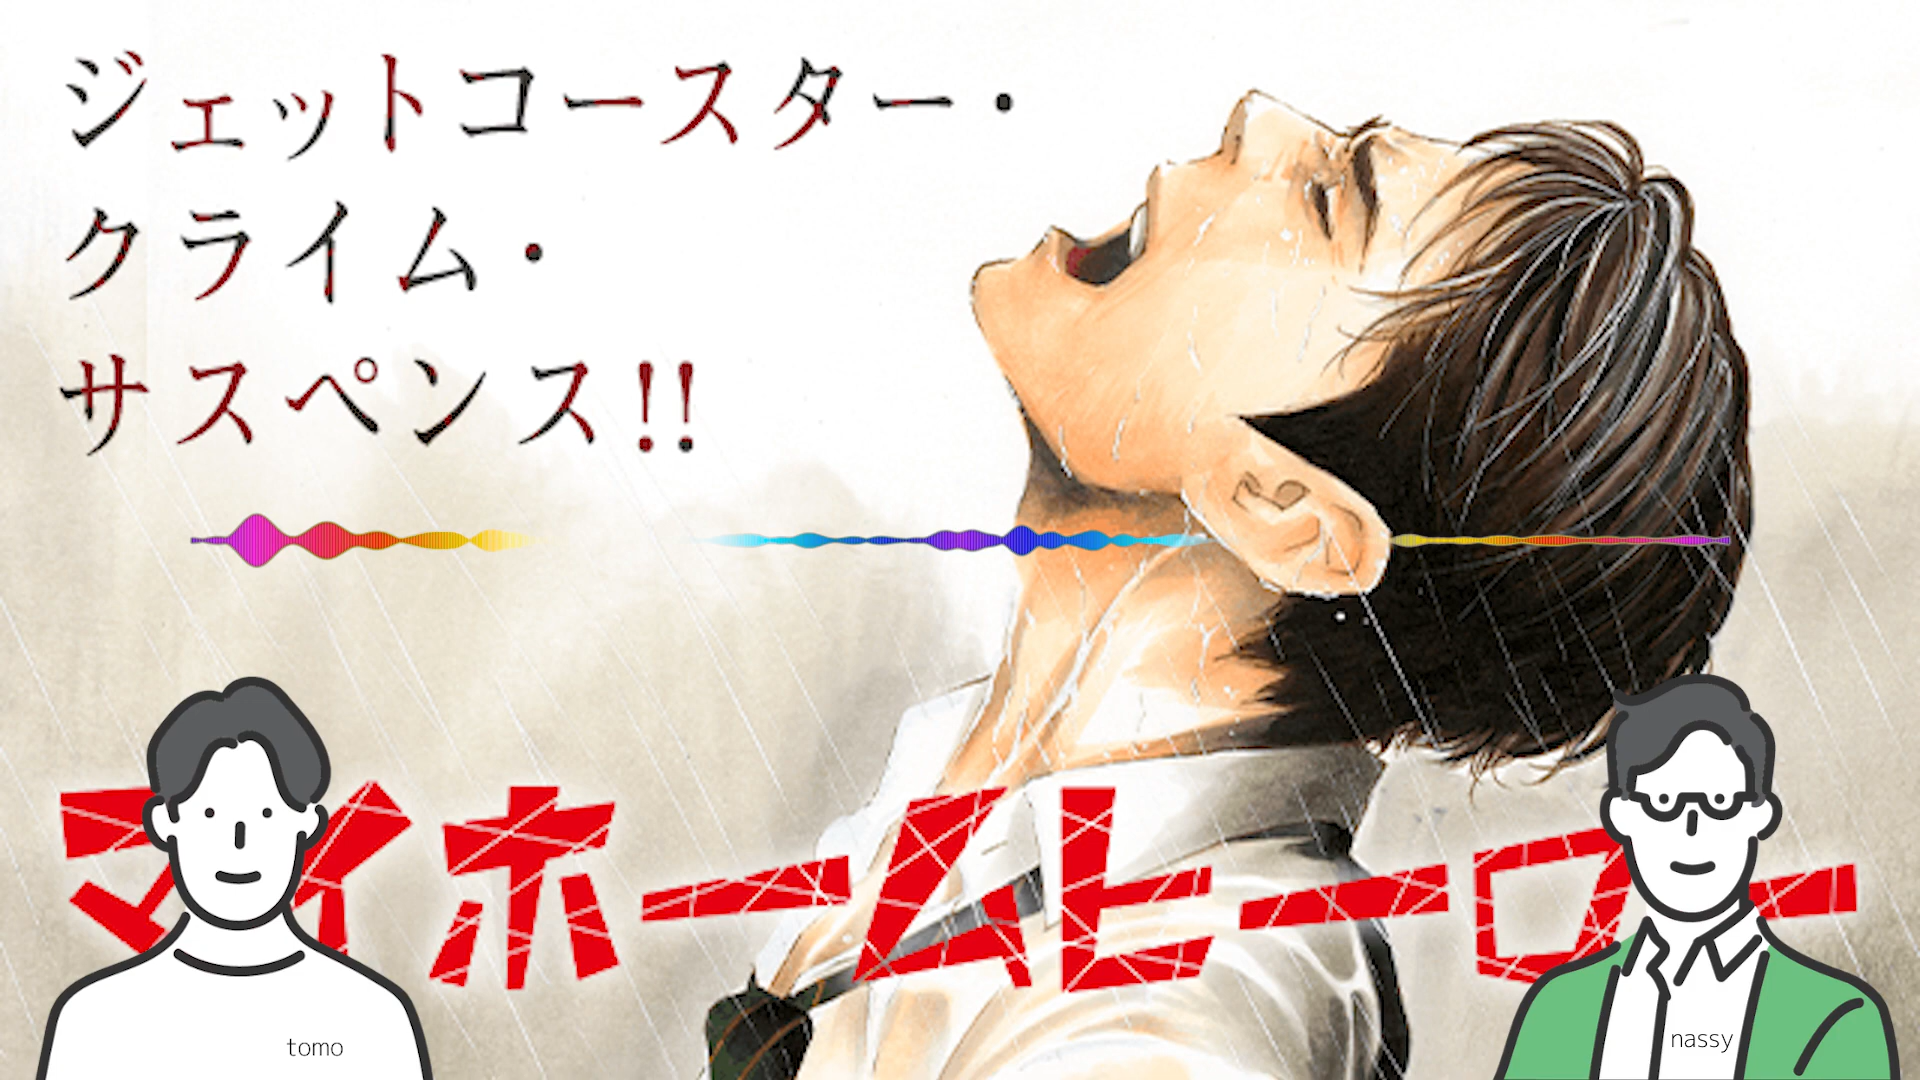 ジェットコースター・
クライム・
サスペンス!!
マイホームヒーロー
tomo
nassy